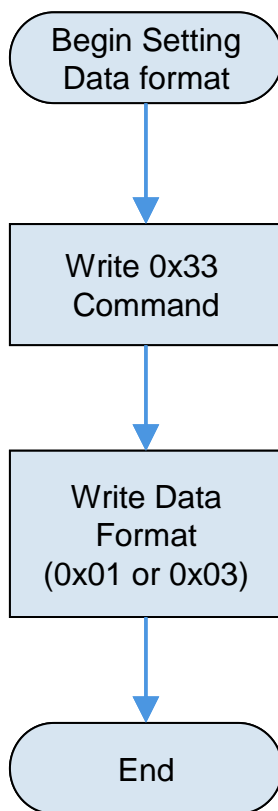 Begin Setting
Data format
Write 0x33
Command
Write Data
Format
(0x01 or 0x03)
End